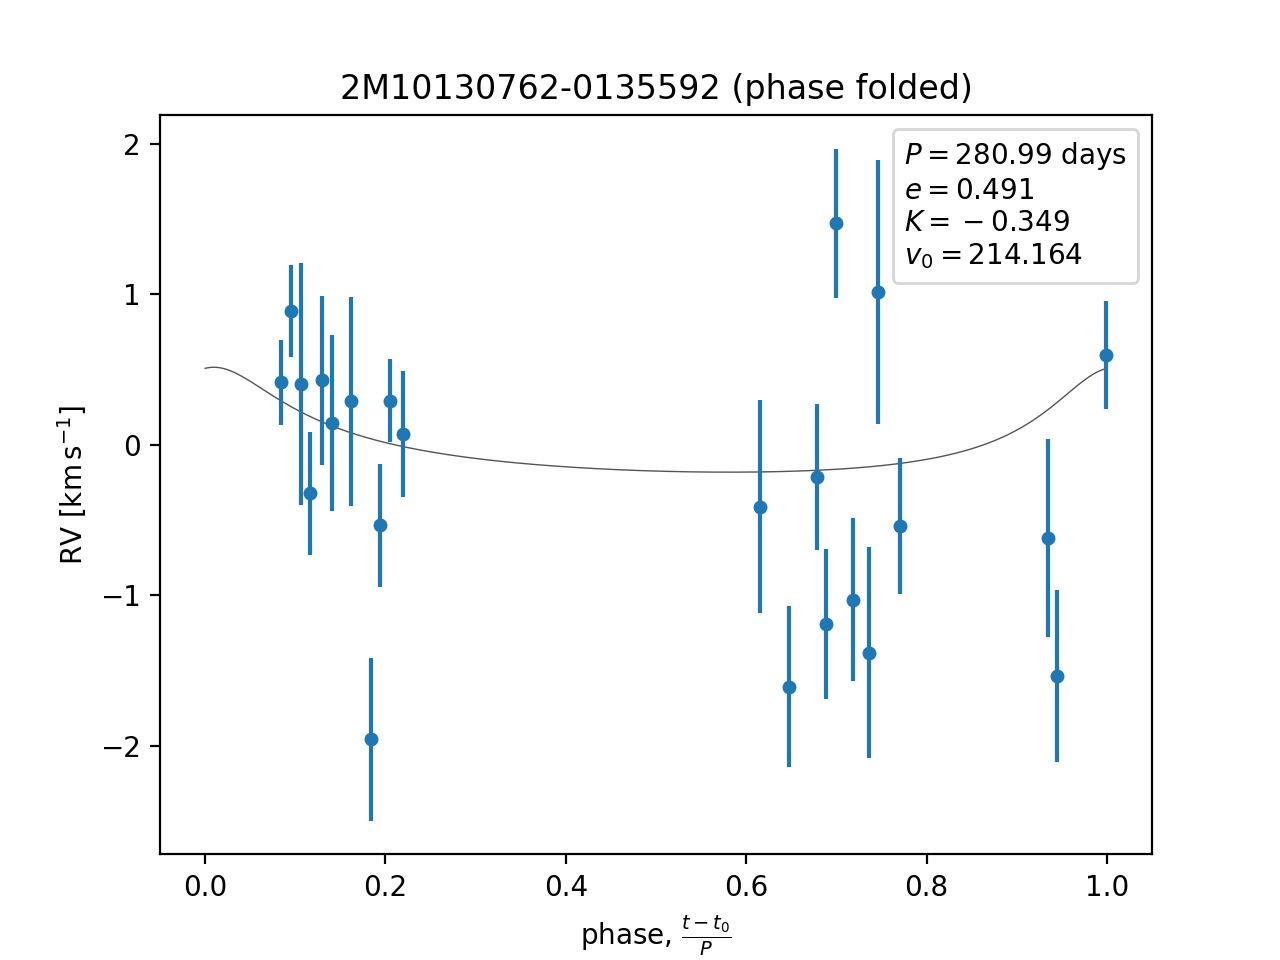 2M10130762-0135592 (phase folded)
P = 280.99 days
e = 0.491
K = − 0.349
v₀ = 214.164
2
1
0
−1
−2
RV [km s⁻¹]
0.0 0.2 0.4 0.6 0.8 1.0
phase, (t − t₀)/P